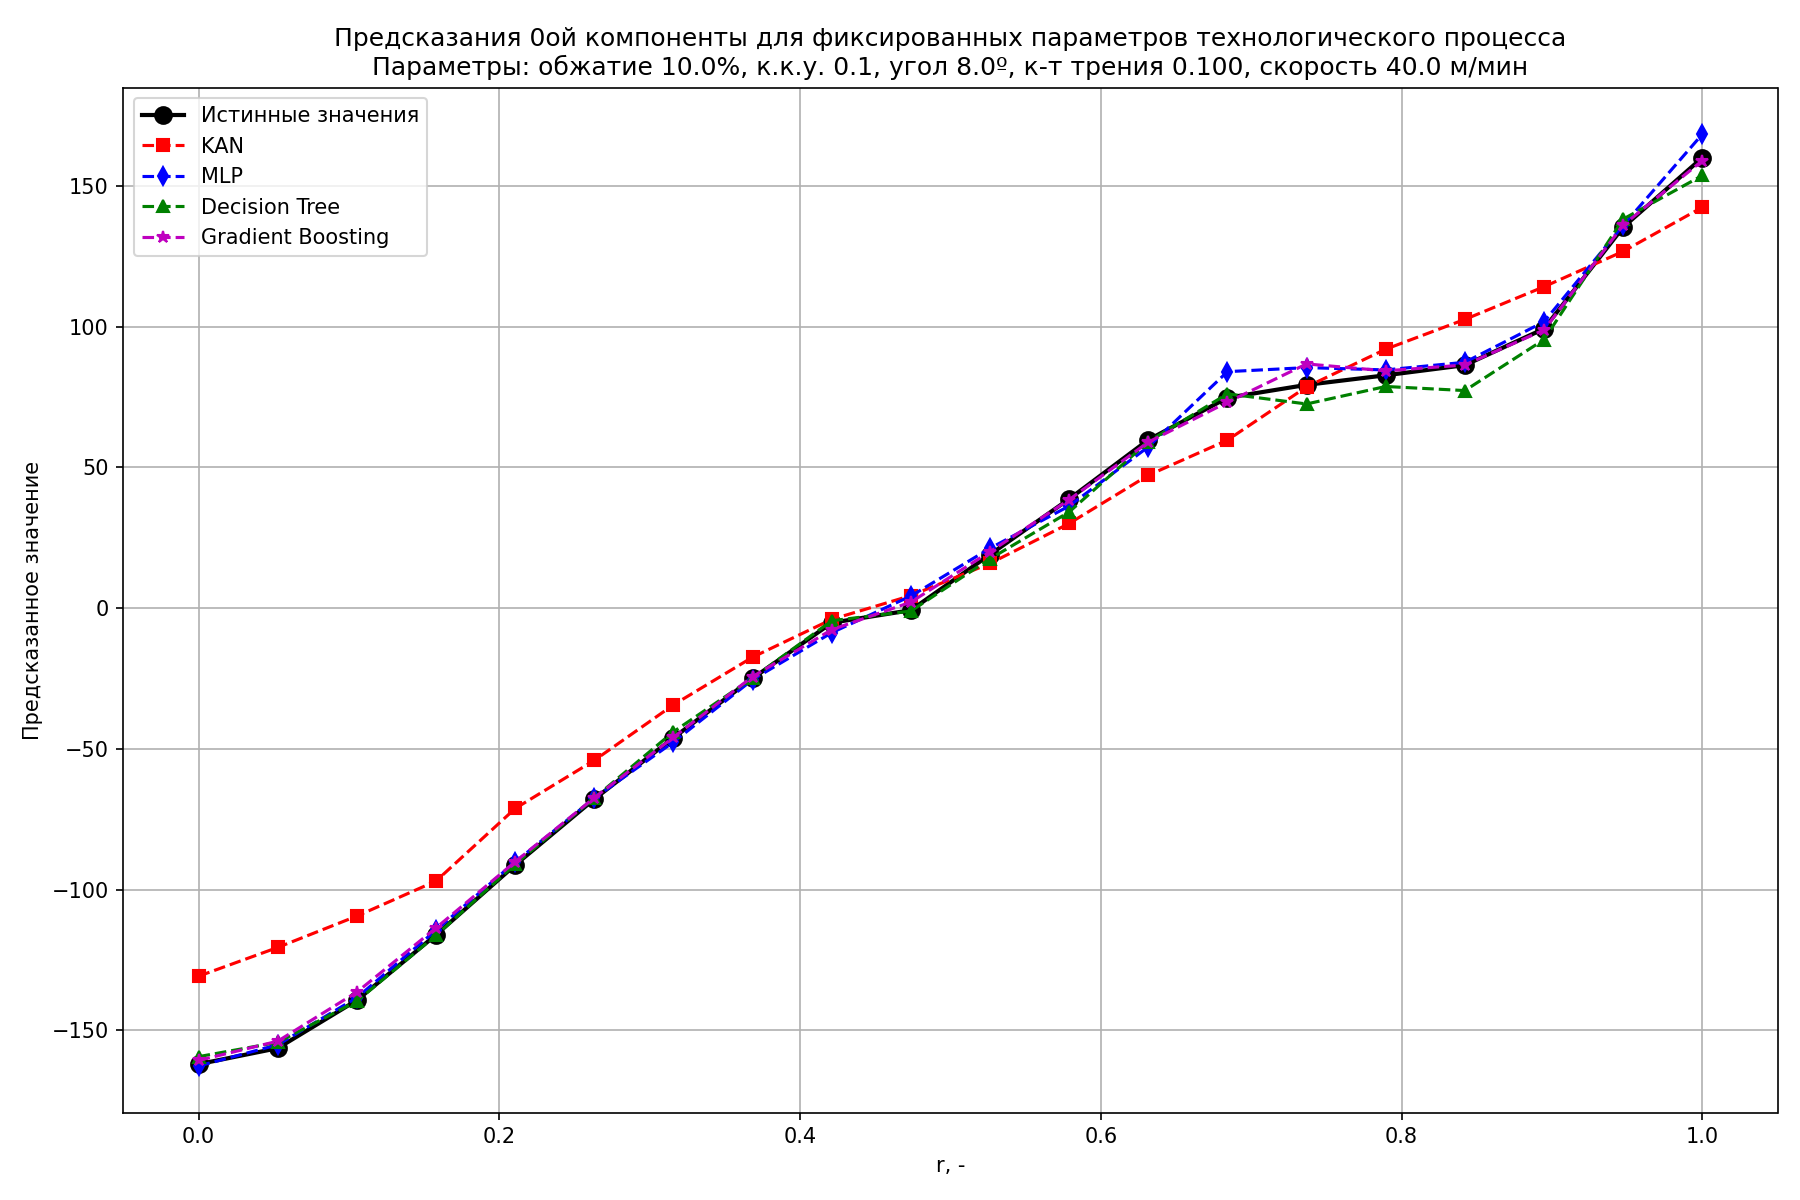 Предсказания 0ой компоненты для фиксированных параметров технологического процесса
Параметры: обжатие 10.0%, к.к.у. 0.1, угол 8.0º, к-т трения 0.100, скорость 40.0 м/мин
Истинные значения
KAN
MLP
Decision Tree
Gradient Boosting
Предсказанное значение
150
100
50
0
−50
−100
−150
0.0 0.2 0.4 0.6 0.8 1.0
r, -